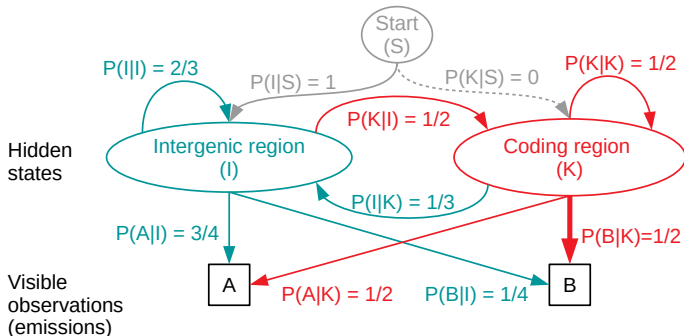 Start
(S)
P(I|I) = 2/3
P(I|S) = 1
P(K|S) = 0
P(K|K) = 1/2
P(K|I) = 1/2
Hidden
states
Intergenic region
(I)
Coding region
(K)
P(I|K) = 1/3
P(A|I) = 3/4
P(B|K)=1/2
Visible
observations
(emissions)
A
B
P(A|K) = 1/2
P(B|I) = 1/4